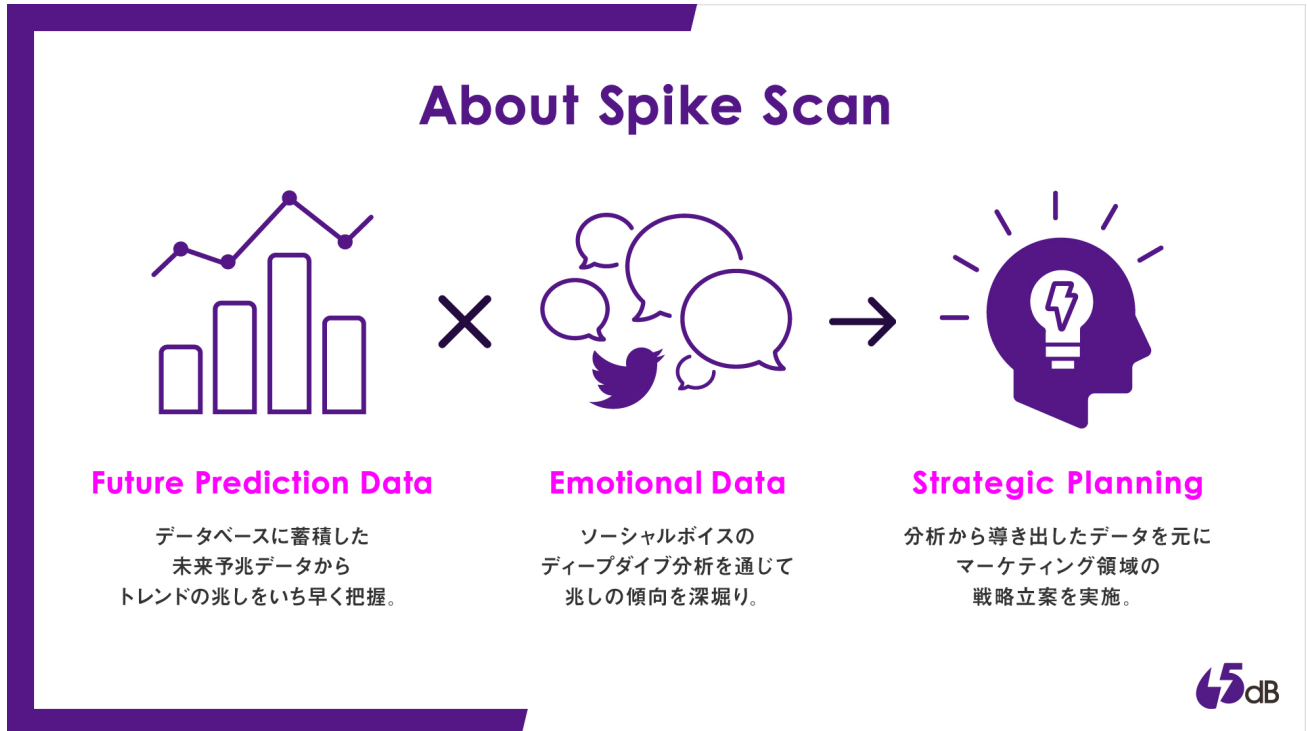 About Spike Scan
Future Prediction Data
データベースに蓄積した
未来予兆データから
トレンドの兆しをいち早く把握。
Emotional Data
ソーシャルボイスの
ディープダイブ分析を通じて
兆しの傾向を深堀り。
Strategic Planning
分析から導き出したデータを元に
マーケティング領域の
戦略立案を実施。
45dB